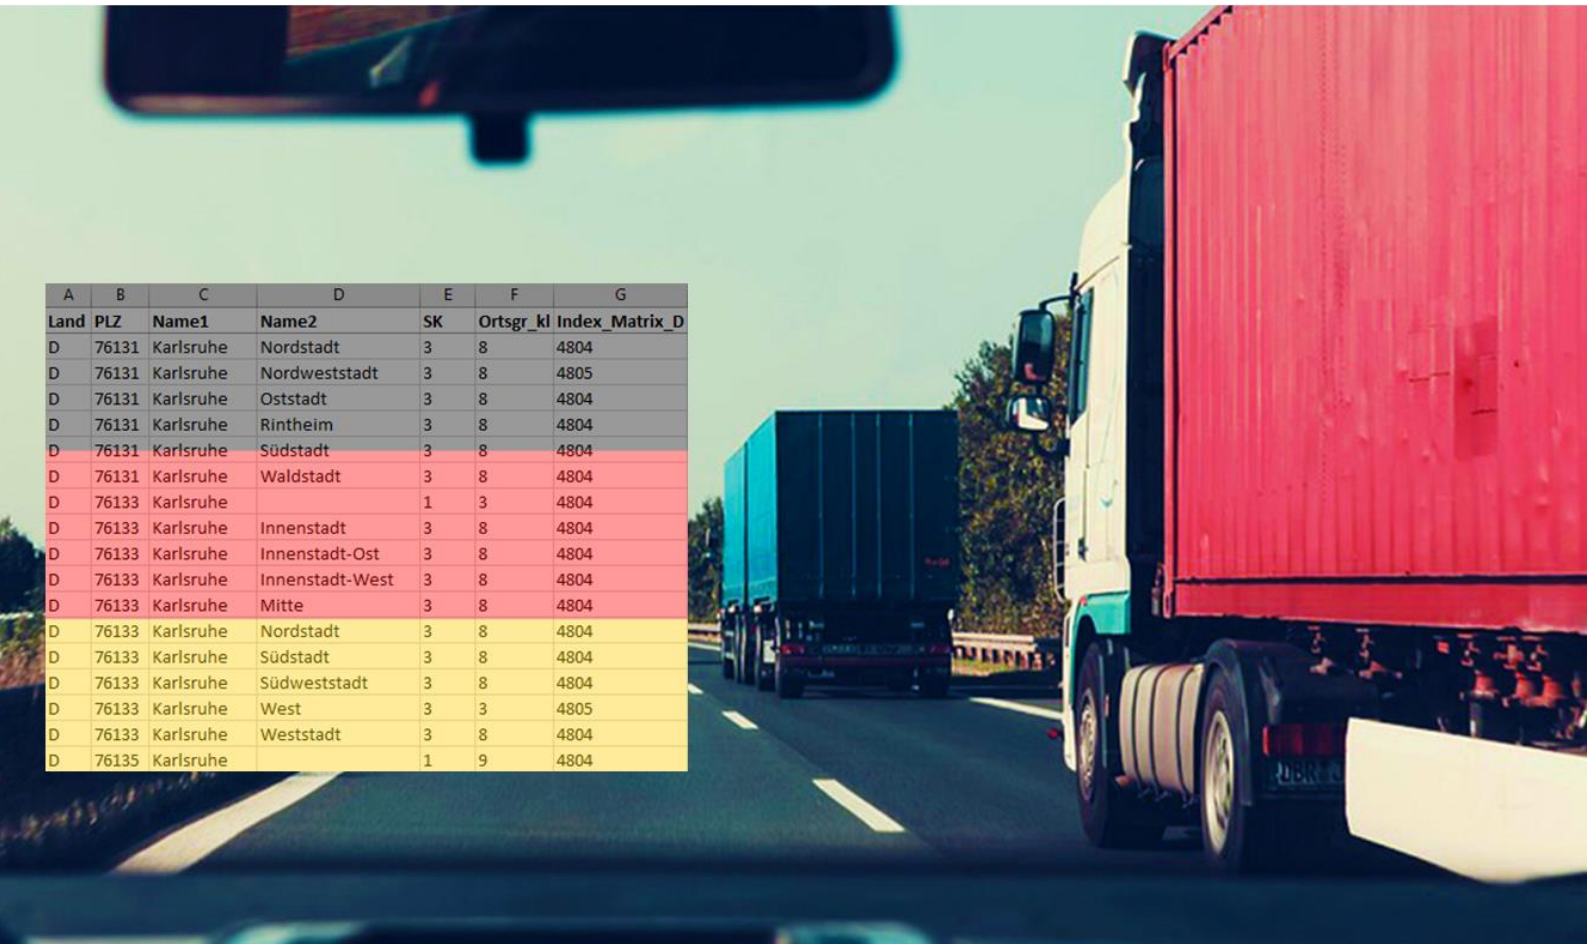 A B C D E F G
Land PLZ Name1 Name2 SK Ortsgr_kl Index_Matrix_D
D 76131 Karlsruhe Nordstadt 3 8 4804
D 76131 Karlsruhe Nordweststadt 3 8 4805
D 76131 Karlsruhe Oststadt 3 8 4804
D 76131 Karlsruhe Rintheim 3 8 4804
D 76131 Karlsruhe Südstadt 3 8 4804
D 76131 Karlsruhe Waldstadt 3 8 4804
D 76133 Karlsruhe 1 3 4804
D 76133 Karlsruhe Innenstadt 3 8 4804
D 76133 Karlsruhe Innenstadt-Ost 3 8 4804
D 76133 Karlsruhe Innenstadt-West 3 8 4804
D 76133 Karlsruhe Mitte 3 8 4804
D 76133 Karlsruhe Nordstadt 3 8 4804
D 76133 Karlsruhe Südstadt 3 8 4804
D 76133 Karlsruhe Südweststadt 3 8 4804
D 76133 Karlsruhe West 3 3 4805
D 76133 Karlsruhe Weststadt 3 8 4804
D 76135 Karlsruhe 1 9 4804